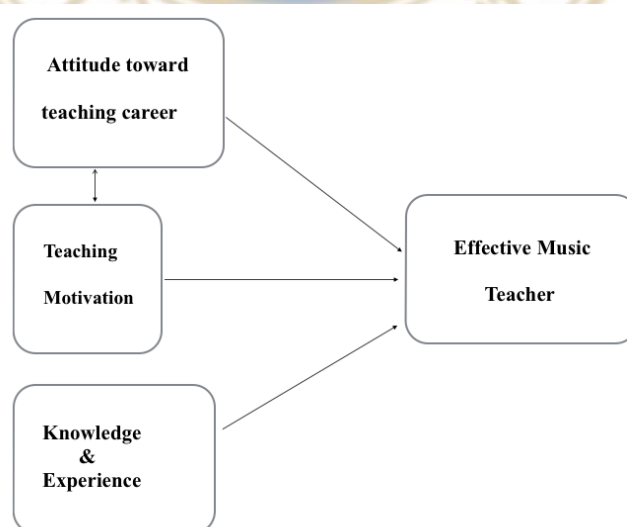 Attitude toward
teaching career
Teaching
Motivation
Effective Music
Teacher
Knowledge
&
Experience